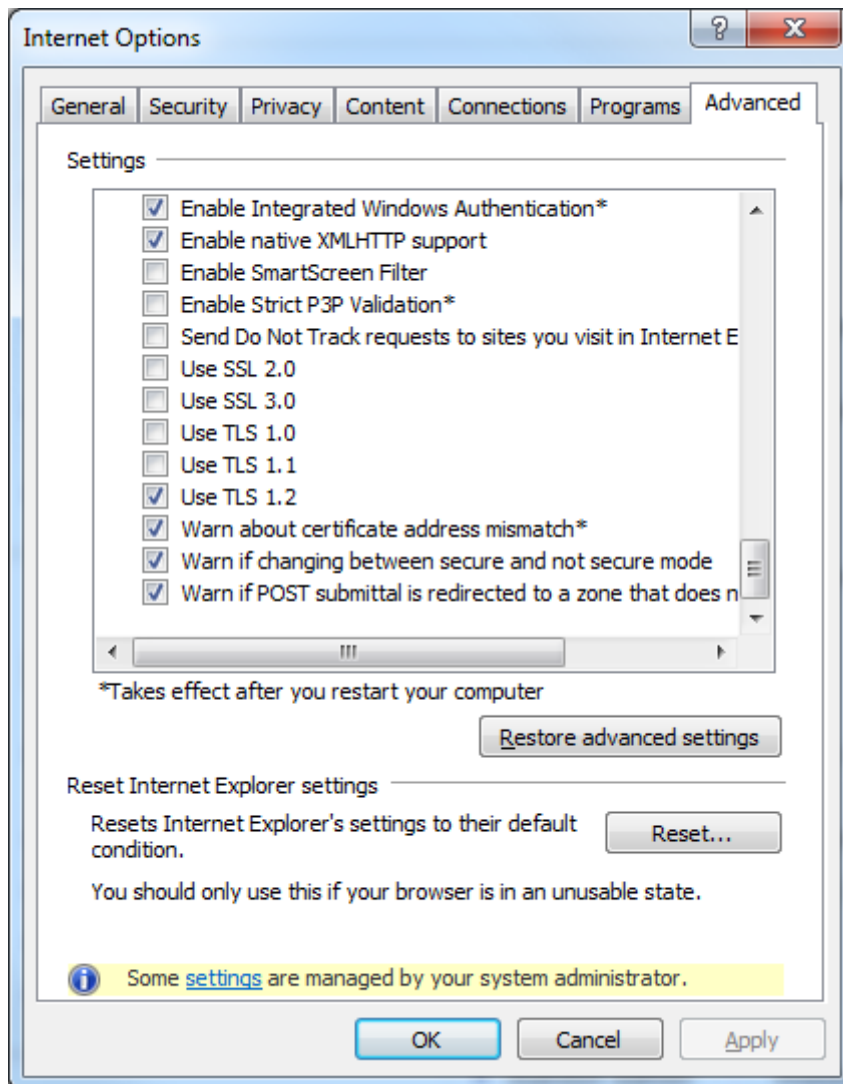 Internet Options
General Security Privacy Content Connections Programs Advanced
Settings
Enable Integrated Windows Authentication*
Enable native XMLHTTP support
Enable SmartScreen Filter
Enable Strict P3P Validation*
Send Do Not Track requests to sites you visit in Internet E
Use SSL 2.0
Use SSL 3.0
Use TLS 1.0
Use TLS 1.1
Use TLS 1.2
Warn about certificate address mismatch*
Warn if changing between secure and not secure mode
Warn if POST submittal is redirected to a zone that does n
*Takes effect after you restart your computer
Restore advanced settings
Reset Internet Explorer settings
Resets Internet Explorer's settings to their default
condition.
Reset...
You should only use this if your browser is in an unusable state.
Some settings are managed by your system administrator.
OK Cancel Apply